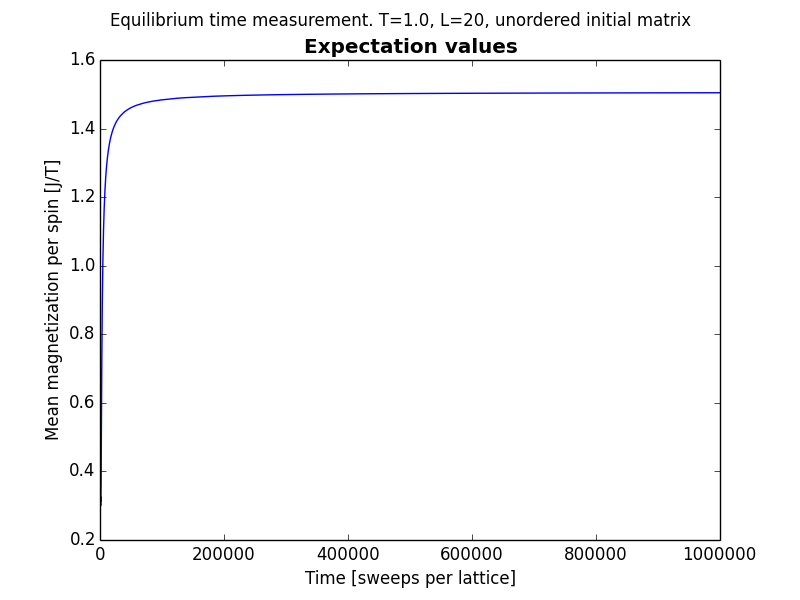 Equilibrium time measurement. T=1.0, L=20, unordered initial matrix
Expectation values
Mean magnetization per spin [J/T]
1.6
1.4
1.2
1.0
0.8
0.6
0.4
0.2
0 200000 400000 600000 800000 1000000
Time [sweeps per lattice]